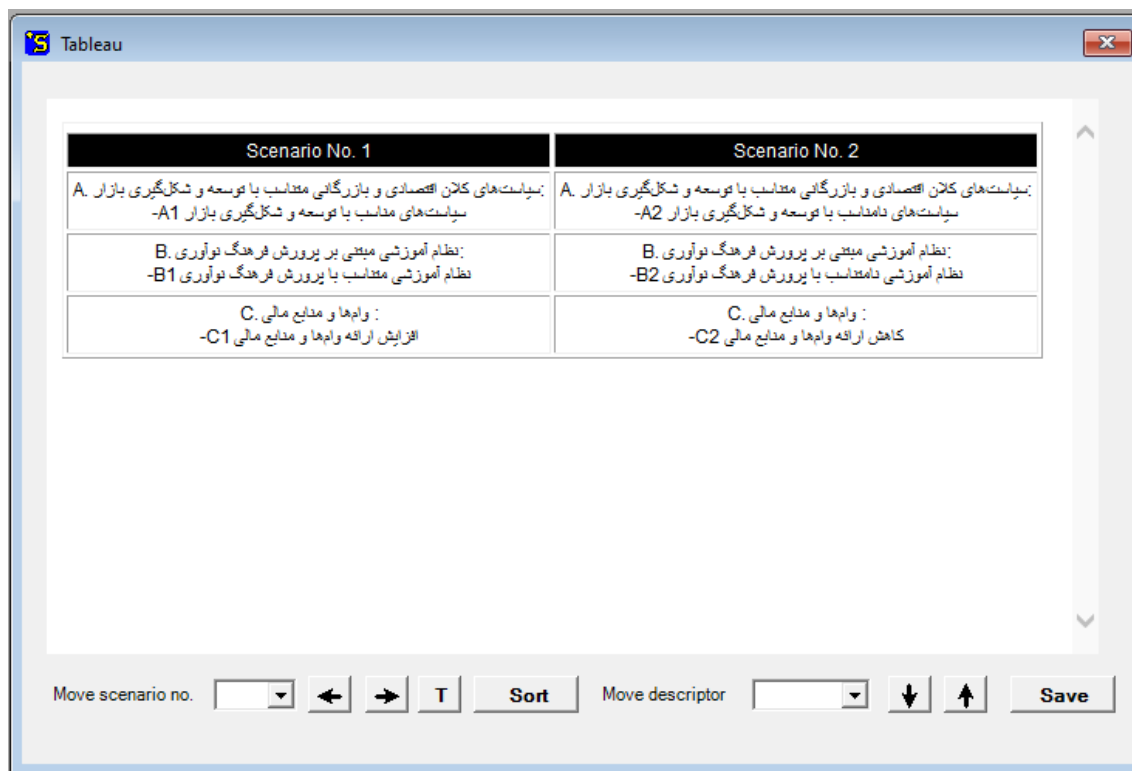 Tableau
Scenario No. 1
Scenario No. 2
A. سیاست‌های کلان اقتصادی و بازرگانی متناسب با توسعه و شکل‌گیری بازار:
-A1 سیاست‌های مناسب با توسعه و شکل‌گیری بازار
A. سیاست‌های کلان اقتصادی و بازرگانی متناسب با توسعه و شکل‌گیری بازار:
-A2 سیاست‌های نامناسب با توسعه و شکل‌گیری بازار
B. نظام آموزشی مبتنی بر پرورش فرهنگ نوآوری:
-B1 نظام آموزشی متناسب با پرورش فرهنگ نوآوری
B. نظام آموزشی مبتنی بر پرورش فرهنگ نوآوری:
-B2 نظام آموزشی نامتناسب با پرورش فرهنگ نوآوری
C. وام‌ها و منابع مالی :
-C1 افزایش ارائه وام‌ها و منابع مالی
C. وام‌ها و منابع مالی :
-C2 کاهش ارائه وام‌ها و منابع مالی
Move scenario no. T Sort Move descriptor Save